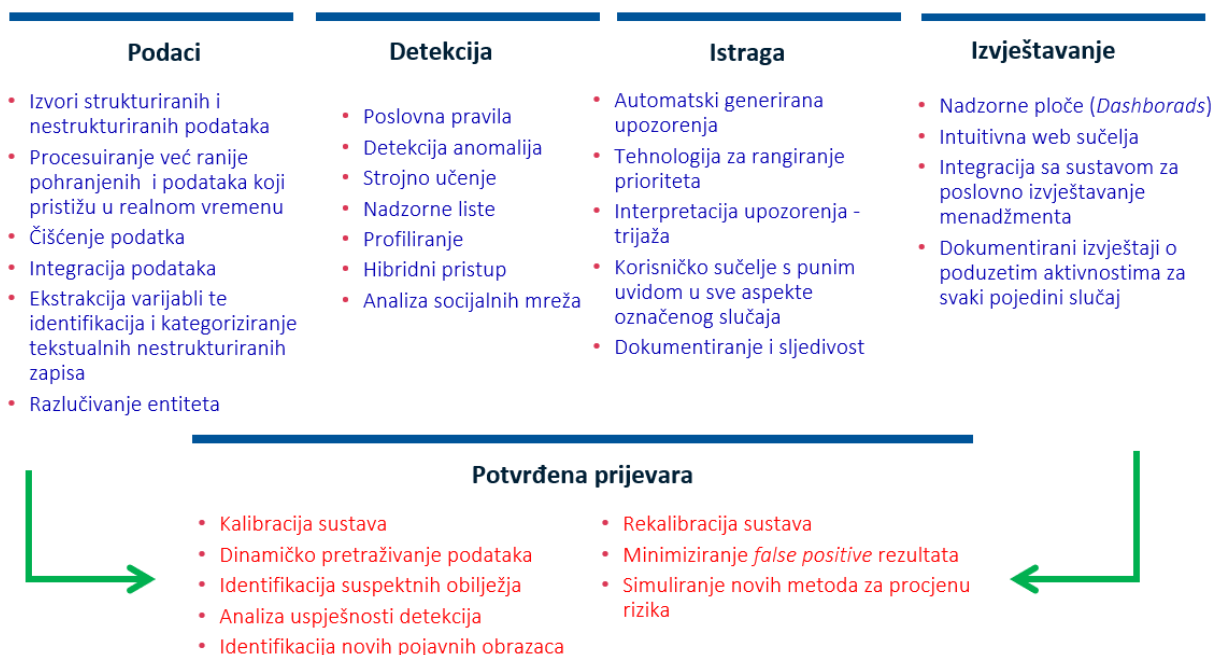 Podaci
• Izvori strukturiranih i
nestrukturiranih podataka
• Procesuiranje već ranije
pohranjenih i podataka koji
pristižu u realnom vremenu
• Čišćenje podatka
• Integracija podataka
• Ekstrakcija varijabli te
identifikacija i kategoriziranje
tekstualnih nestrukturiranih
zapisa
• Razlučivanje entiteta
Detekcija
• Poslovna pravila
• Detekcija anomalija
• Strojno učenje
• Nadzorne liste
• Profiliranje
• Hibridni pristup
• Analiza socijalnih mreža
Istraga
• Automatski generirana
upozorenja
• Tehnologija za rangiranje
prioriteta
• Interpretacija upozorenja -
trijaža
• Korisničko sučelje s punim
uvidom u sve aspekte
označenog slučaja
• Dokumentiranje i sljedivost
Izvještavanje
• Nadzorne ploče (Dashborads)
• Intuitivna web sučelja
• Integracija sa sustavom za
poslovno izvještavanje
menadžmenta
• Dokumentirani izvještaji o
poduzetim aktivnostima za
svaki pojedini slučaj
Potvrđena prijevara
• Kalibracija sustava
• Dinamičko pretraživanje podataka
• Identifikacija suspektnih obilježja
• Analiza uspješnosti detekcija
• Identifikacija novih pojavnih obrazaca
• Rekalibracija sustava
• Minimiziranje false positive rezultata
• Simuliranje novih metoda za procjenu
rizika